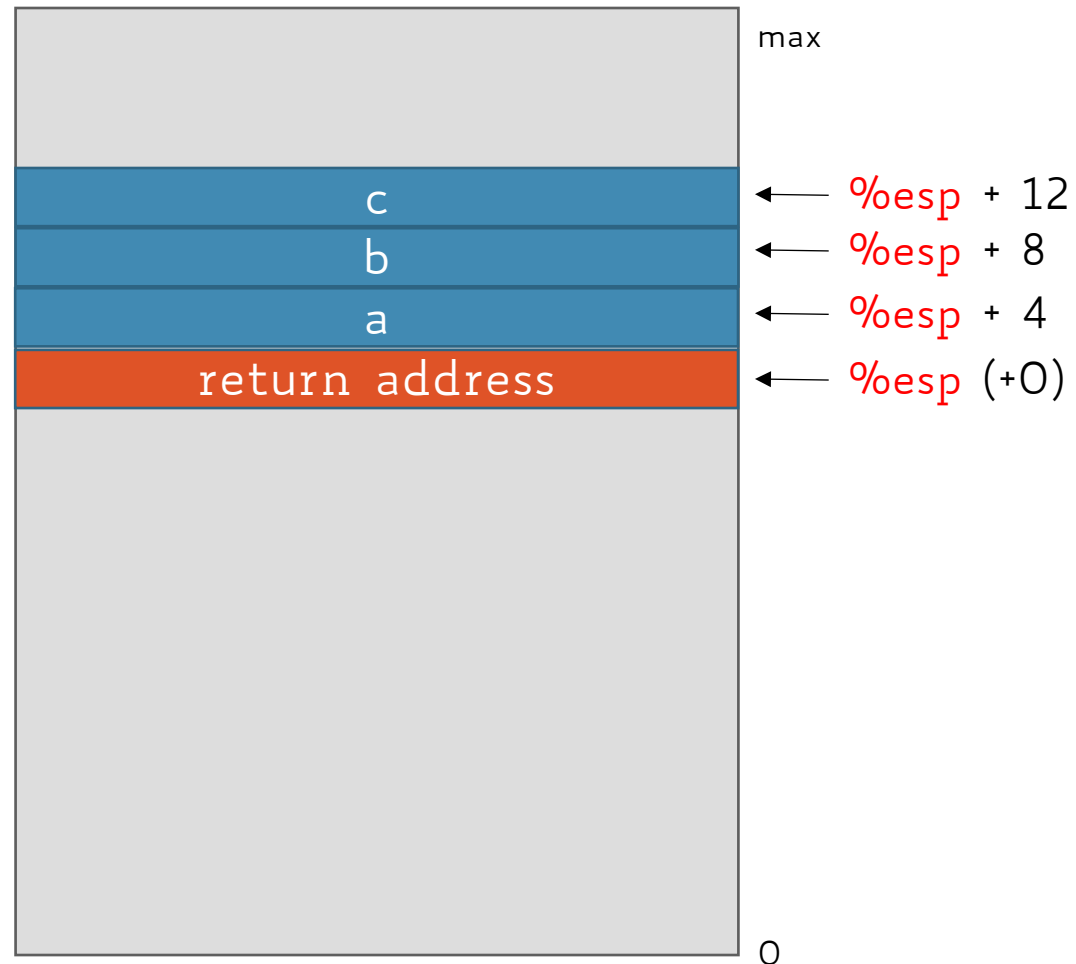 max
c %esp + 12
b %esp + 8
a %esp + 4
return address %esp (+0)
0